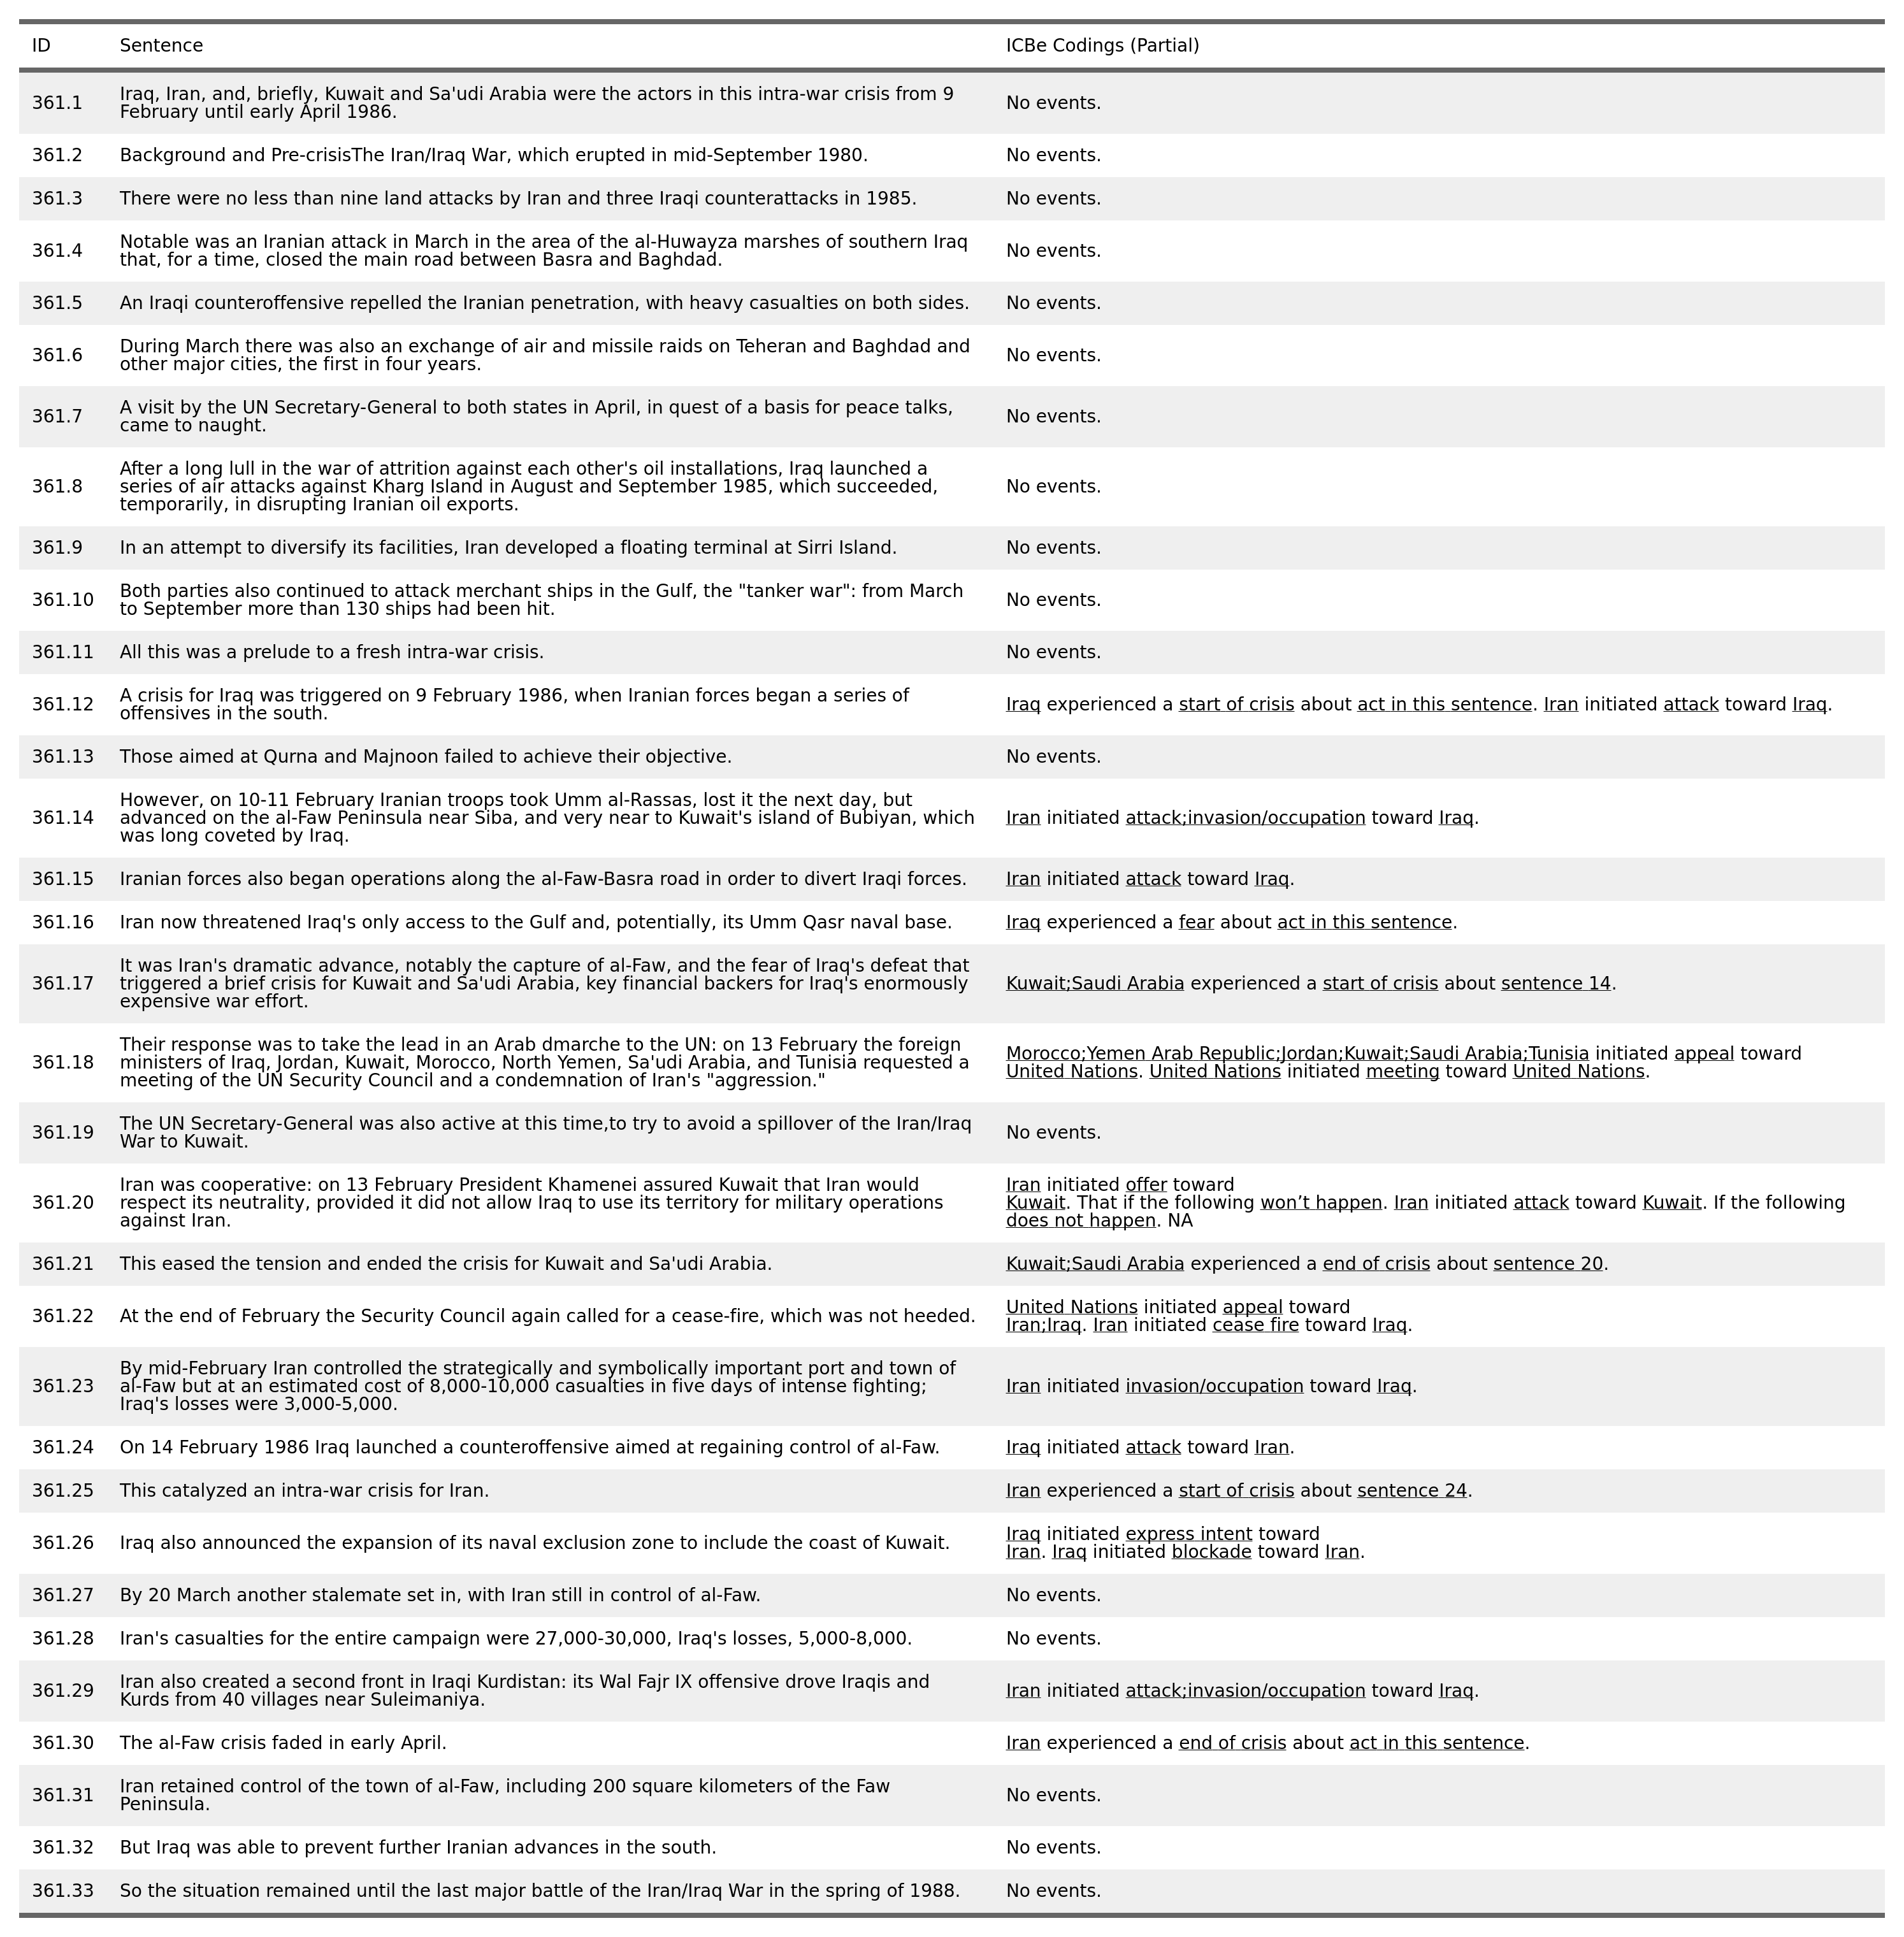 ID Sentence ICBe Codings (Partial)
361.1 Iraq, Iran, and, briefly, Kuwait and Sa'udi Arabia were the actors in this intra-war crisis from 9
February until early April 1986. No events.
361.2 Background and Pre-crisisThe Iran/Iraq War, which erupted in mid-September 1980. No events.
361.3 There were no less than nine land attacks by Iran and three Iraqi counterattacks in 1985. No events.
361.4 Notable was an Iranian attack in March in the area of the al-Huwayza marshes of southern Iraq
that, for a time, closed the main road between Basra and Baghdad. No events.
361.5 An Iraqi counteroffensive repelled the Iranian penetration, with heavy casualties on both sides. No events.
361.6 During March there was also an exchange of air and missile raids on Teheran and Baghdad and
other major cities, the first in four years. No events.
361.7 A visit by the UN Secretary-General to both states in April, in quest of a basis for peace talks,
came to naught. No events.
361.8 After a long lull in the war of attrition against each other's oil installations, Iraq launched a
series of air attacks against Kharg Island in August and September 1985, which succeeded,
temporarily, in disrupting Iranian oil exports. No events.
361.9 In an attempt to diversify its facilities, Iran developed a floating terminal at Sirri Island. No events.
361.10 Both parties also continued to attack merchant ships in the Gulf, the "tanker war": from March
to September more than 130 ships had been hit. No events.
361.11 All this was a prelude to a fresh intra-war crisis. No events.
361.12 A crisis for Iraq was triggered on 9 February 1986, when Iranian forces began a series of
offensives in the south. Iraq experienced a start of crisis about act in this sentence. Iran initiated attack toward Iraq.
361.13 Those aimed at Qurna and Majnoon failed to achieve their objective. No events.
361.14 However, on 10-11 February Iranian troops took Umm al-Rassas, lost it the next day, but
advanced on the al-Faw Peninsula near Siba, and very near to Kuwait's island of Bubiyan, which
was long coveted by Iraq. Iran initiated attack;invasion/occupation toward Iraq.
361.15 Iranian forces also began operations along the al-Faw-Basra road in order to divert Iraqi forces. Iran initiated attack toward Iraq.
361.16 Iran now threatened Iraq's only access to the Gulf and, potentially, its Umm Qasr naval base. Iraq experienced a fear about act in this sentence.
361.17 It was Iran's dramatic advance, notably the capture of al-Faw, and the fear of Iraq's defeat that
triggered a brief crisis for Kuwait and Sa'udi Arabia, key financial backers for Iraq's enormously
expensive war effort. Kuwait;Saudi Arabia experienced a start of crisis about sentence 14.
361.18 Their response was to take the lead in an Arab dmarche to the UN: on 13 February the foreign
ministers of Iraq, Jordan, Kuwait, Morocco, North Yemen, Sa'udi Arabia, and Tunisia requested a
meeting of the UN Security Council and a condemnation of Iran's "aggression."
Morocco;Yemen Arab Republic;Jordan;Kuwait;Saudi Arabia;Tunisia initiated appeal toward
United Nations. United Nations initiated meeting toward United Nations.
361.19 The UN Secretary-General was also active at this time,to try to avoid a spillover of the Iran/Iraq
War to Kuwait. No events.
361.20 Iran was cooperative: on 13 February President Khamenei assured Kuwait that Iran would
respect its neutrality, provided it did not allow Iraq to use its territory for military operations
against Iran.
Iran initiated offer toward
Kuwait. That if the following won’t happen. Iran initiated attack toward Kuwait. If the following
does not happen. NA
361.21 This eased the tension and ended the crisis for Kuwait and Sa'udi Arabia. Kuwait;Saudi Arabia experienced a end of crisis about sentence 20.
361.22 At the end of February the Security Council again called for a cease-fire, which was not heeded.
United Nations initiated appeal toward
Iran;Iraq. Iran initiated cease fire toward Iraq.
361.23 By mid-February Iran controlled the strategically and symbolically important port and town of
al-Faw but at an estimated cost of 8,000-10,000 casualties in five days of intense fighting;
Iraq's losses were 3,000-5,000. Iran initiated invasion/occupation toward Iraq.
361.24 On 14 February 1986 Iraq launched a counteroffensive aimed at regaining control of al-Faw. Iraq initiated attack toward Iran.
361.25 This catalyzed an intra-war crisis for Iran. Iran experienced a start of crisis about sentence 24.
361.26 Iraq also announced the expansion of its naval exclusion zone to include the coast of Kuwait.
Iraq initiated express intent toward
Iran. Iraq initiated blockade toward Iran.
361.27 By 20 March another stalemate set in, with Iran still in control of al-Faw. No events.
361.28 Iran's casualties for the entire campaign were 27,000-30,000, Iraq's losses, 5,000-8,000. No events.
361.29 Iran also created a second front in Iraqi Kurdistan: its Wal Fajr IX offensive drove Iraqis and
Kurds from 40 villages near Suleimaniya. Iran initiated attack;invasion/occupation toward Iraq.
361.30 The al-Faw crisis faded in early April. Iran experienced a end of crisis about act in this sentence.
361.31 Iran retained control of the town of al-Faw, including 200 square kilometers of the Faw
Peninsula. No events.
361.32 But Iraq was able to prevent further Iranian advances in the south. No events.
361.33 So the situation remained until the last major battle of the Iran/Iraq War in the spring of 1988. No events.